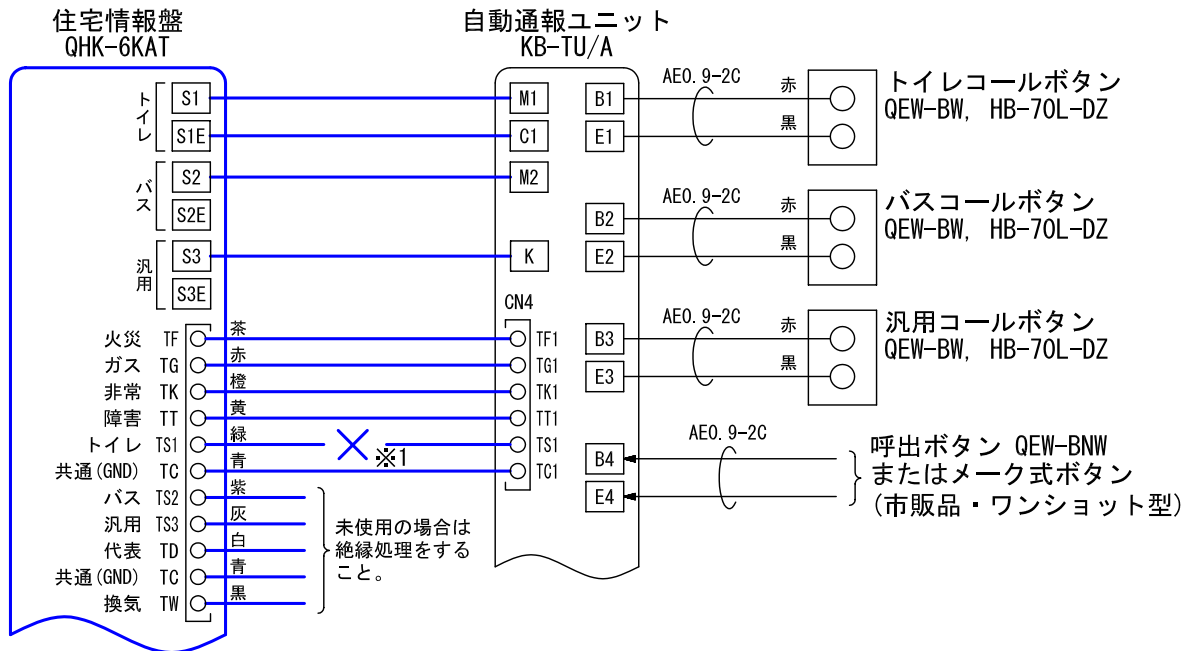 住宅情報盤
QHK-6KAT
自動通報ユニット
KB-TU/A
トイレ
S1
S1E
バス
S2
S2E
汎用
S3
S3E
M1
C1
M2
K
CN4
B1
E1
B2
E2
B3
E3
B4
E4
AE0.9-2C
赤
黒
トイレコールボタン
QEW-BW, HB-70L-DZ
AE0.9-2C
赤
黒
バスコールボタン
QEW-BW, HB-70L-DZ
AE0.9-2C
赤
黒
汎用コールボタン
QEW-BW, HB-70L-DZ
AE0.9-2C
呼出ボタン QEW-BNW
またはメーク式ボタン
(市販品・ワンショット型)
火災 TF 茶 TF1
ガス TG 赤 TG1
非常 TK 橙 TK1
障害 TT 黄 TT1
トイレ TS1 緑 ※1 TS1
共通(GND) TC 青 TC1
バス TS2 紫
汎用 TS3 灰
代表 TD 白
共通(GND) TC 青
換気 TW 黒
未使用の場合は
絶縁処理をする
こと。